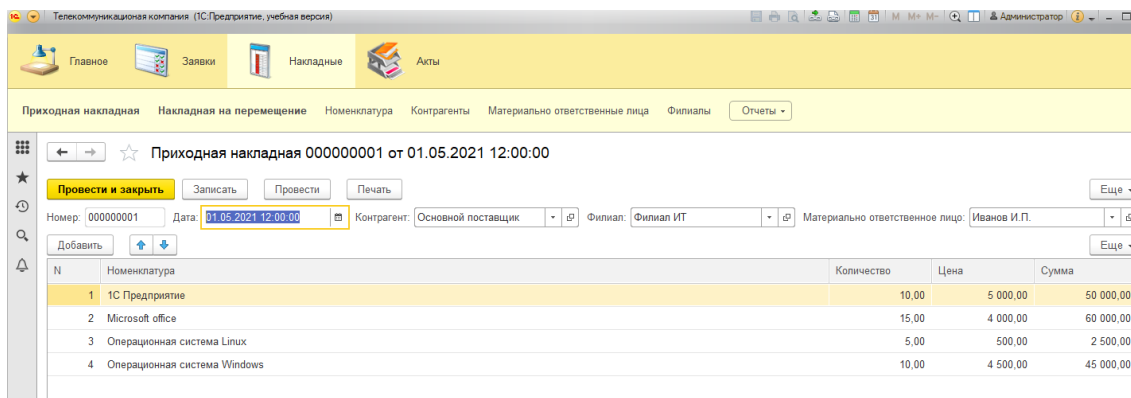 Телекоммуникационая компания (1С:Предприятие, учебная версия) M M+ M- Администратор
Главное Заявки Накладные Акты
Приходная накладная Накладная на перемещение Номенклатура Контрагенты Материально ответственные лица Филиалы Отчеты
Приходная накладная 000000001 от 01.05.2021 12:00:00
Провести и закрыть Записать Провести Печать Еще
Номер: 000000001 Дата: 01.05.2021 12:00:00 Контрагент: Основной поставщик Филиал: Филиал ИТ Материально ответственное лицо: Иванов И.П.
Добавить Еще
N Номенклатура Количество Цена Сумма
1 1С Предприятие 10,00 5 000,00 50 000,00
2 Microsoft office 15,00 4 000,00 60 000,00
3 Операционная система Linux 5,00 500,00 2 500,00
4 Операционная система Windows 10,00 4 500,00 45 000,00